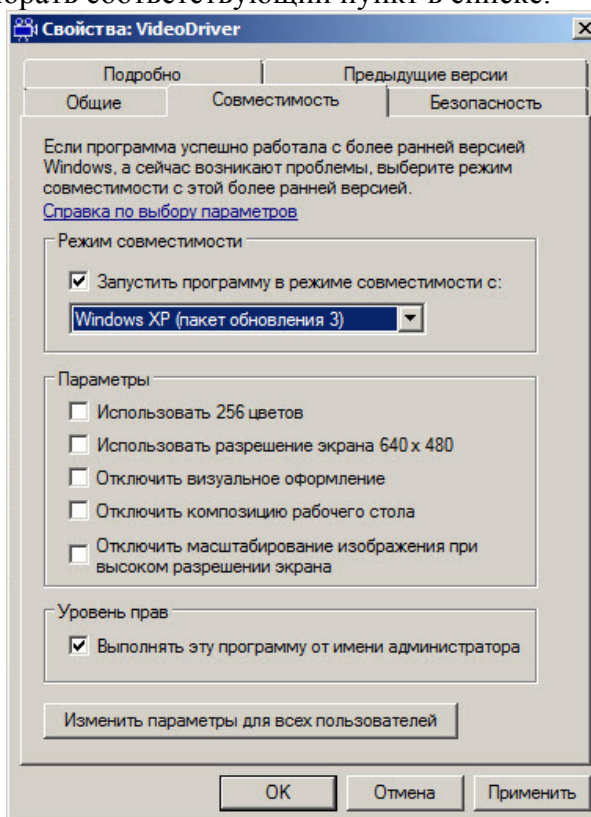 брать соответствующий пункт в списке.
Свойства: VideoDriver
Подробно
Предыдущие версии
Общие
Совместимость
Безопасность
Если программа успешно работала с более ранней версией
Windows, а сейчас возникают проблемы, выберите режим
совместимости с этой более ранней версией.
Справка по выбору параметров
Режим совместимости
Запустить программу в режиме совместимости с:
Windows XP (пакет обновления 3)
Параметры
Использовать 256 цветов
Использовать разрешение экрана 640 x 480
Отключить визуальное оформление
Отключить композицию рабочего стола
Отключить масштабирование изображения при
высоком разрешении экрана
Уровень прав
Выполнять эту программу от имени администратора
Изменить параметры для всех пользователей
OK
Отмена
Применить